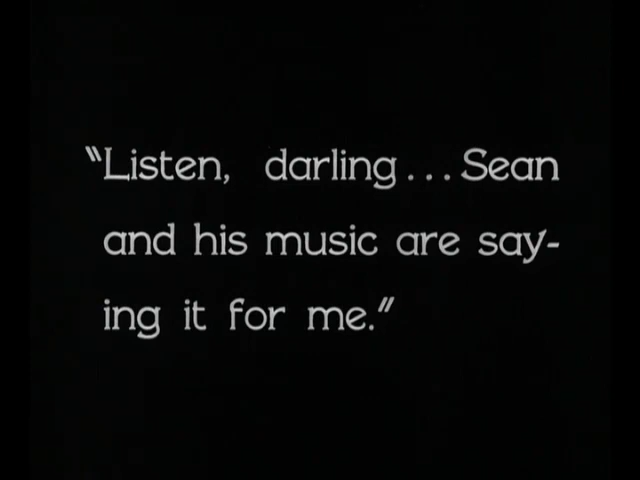 "Listen, darling...Sean
and his music are say-
ing it for me."